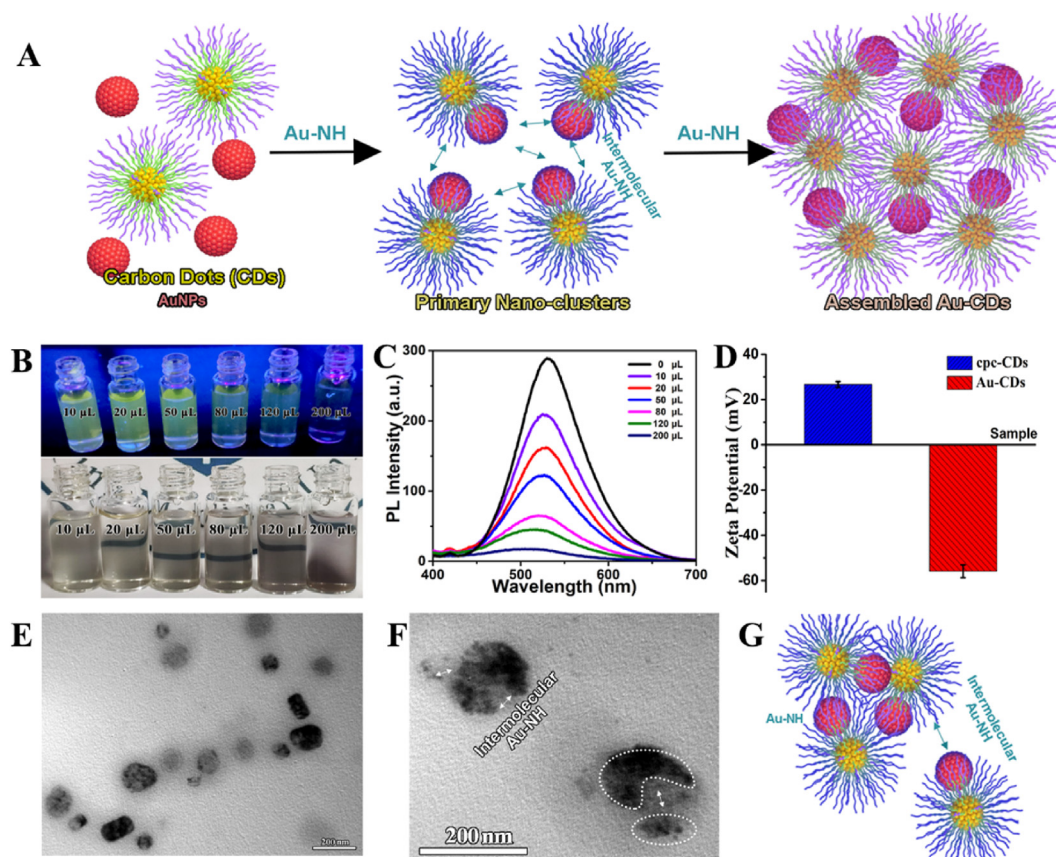 A
Au-NH
Au-NH
Intermolecular
Au-NH
Carbon Dots (CDs)
AuNPs
Primary Nano-clusters
Assembled Au-CDs
B
10 μL
20 μL
50 μL
80 μL
120 μL
200 μL
10 μL
20 μL
50 μL
80 μL
120 μL
200 μL
C
PL Intensity (a.u.)
300
200
100
0
400
500
600
700
Wavelength (nm)
0 μL
10 μL
20 μL
50 μL
80 μL
120 μL
200 μL
D
Zeta Potential (mV)
40
20
0
-20
-40
-60
cpc-CDs
Au-CDs
Sample
E
200 nm
F
Intermolecular
Au-NH
200 nm
G
Au-NH
Intermolecular
Au-NH